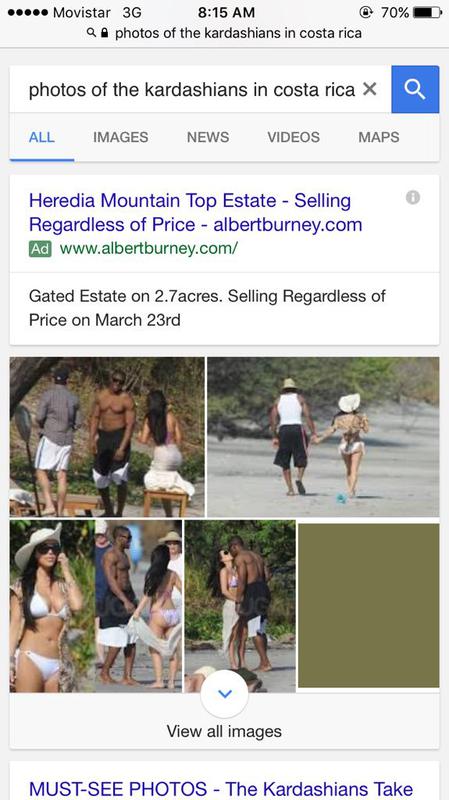 Movistar 3G 8:15 AM 70%
photos of the kardashians in costa rica
photos of the kardashians in costa rica ×
ALL IMAGES NEWS VIDEOS MAPS
Heredia Mountain Top Estate - Selling
Regardless of Price - albertburney.com
Ad www.albertburney.com/
Gated Estate on 2.7acres. Selling Regardless of
Price on March 23rd
View all images
MUST-SEE PHOTOS - The Kardashians Take